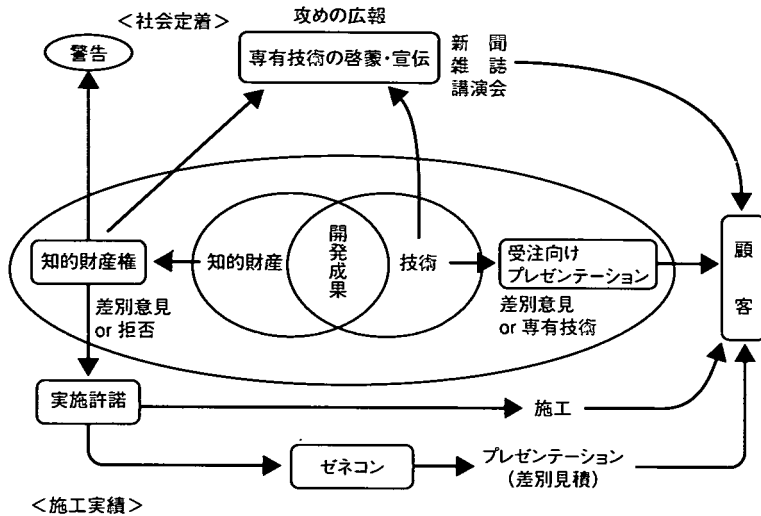 ＜社会定着＞
攻めの広報
警告
専有技術の啓蒙・宣伝
新　聞
雑　誌
講演会
知的財産権
知的財産
開発成果
技術
受注向け
プレゼンテーション
顧客
差別意見
or 拒否
差別意見
or 専有技術
実施許諾
施工
ゼネコン
プレゼンテーション
（差別見積）
＜施工実績＞